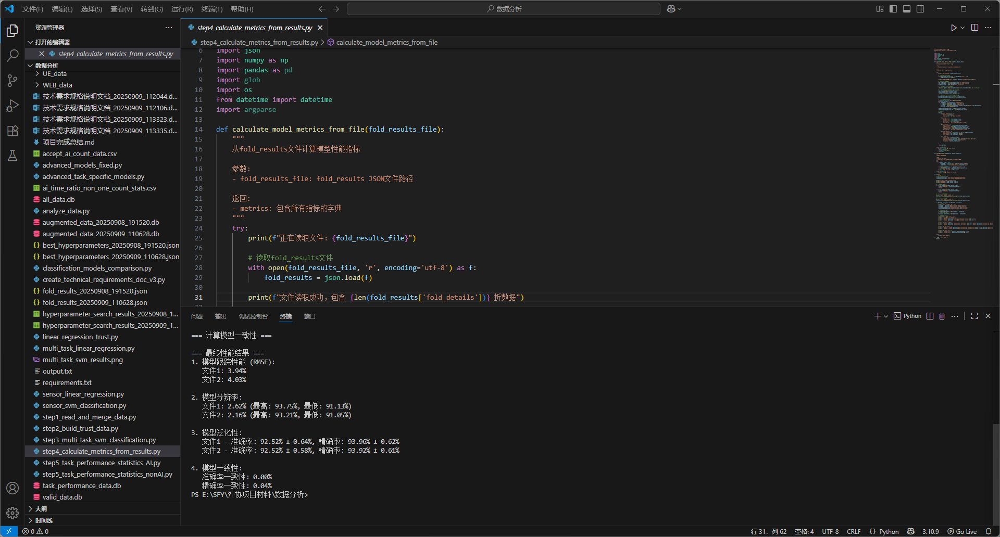 文件(F) 编辑(E) 选择(S) 查看(V) 转到(G) 运行(R) 终端(T) 帮助(H)
数据分析
资源管理器
打开的编辑器
step4_calculate_metrics_from_results.py
数据分析
UE_data
WEB_data
技术需求规格说明文档_20250909_112044.d...
技术需求规格说明文档_20250909_112106.d...
技术需求规格说明文档_20250909_113323.d...
技术需求规格说明文档_20250909_113335.d...
项目完成总结.md
accept_ai_count_data.csv
advanced_models_fixed.py
advanced_task_specific_models.py
ai_time_ratio_non_one_count_stats.csv
all_data.db
analyze_data.py
augmented_data_20250908_191520.db
augmented_data_20250909_110628.db
best_hyperparameters_20250908_191520.json
best_hyperparameters_20250909_110628.json
classification_models_comparison.py
create_technical_requirements_doc_v3.py
fold_results_20250908_191520.json
fold_results_20250909_110628.json
hyperparameter_search_results_20250908_1...
hyperparameter_search_results_20250909_1...
linear_regression_trust.py
multi_task_linear_regression.py
multi_task_svm_results.png
output.txt
requirements.txt
sensor_linear_regression.py
sensor_svm_classification.py
step1_read_and_merge_data.py
step2_build_trust_data.py
step3_multi_task_svm_classification.py
step4_calculate_metrics_from_results.py
step5_task_performance_statistics_AI.py
step5_task_performance_statistics_nonAI.py
task_performance_data.db
valid_data.db
大纲
时间线
step4_calculate_metrics_from_results.py
step4_calculate_metrics_from_results.py > calculate_model_metrics_from_file
6 import json
7 import numpy as np
8 import pandas as pd
9 import glob
10 import os
11 from datetime import datetime
12 import argparse
13
14 def calculate_model_metrics_from_file(fold_results_file):
15 """
16 从fold_results文件计算模型性能指标
17
18 参数:
19 - fold_results_file: fold_results JSON文件路径
20
21 返回:
22 - metrics: 包含所有指标的字典
23 """
24 try:
25 print(f"正在读取文件: {fold_results_file}")
26
27 # 读取fold_results文件
28 with open(fold_results_file, 'r', encoding='utf-8') as f:
29 fold_results = json.load(f)
30
31 print(f"文件读取成功，包含 {len(fold_results['fold_details'])} 折数据")
问题 输出 调试控制台 终端 端口
Python
=== 计算模型一致性 ===
=== 最终性能结果 ===
1. 模型跟踪性能 (RMSE):
文件1: 3.94%
文件2: 4.03%
2. 模型分辨率:
文件1: 2.62% (最高: 93.75%, 最低: 91.13%)
文件2: 2.16% (最高: 93.21%, 最低: 91.05%)
3. 模型泛化性:
文件1 - 准确率: 92.52% ± 0.64%, 精确率: 93.96% ± 0.62%
文件2 - 准确率: 92.52% ± 0.58%, 精确率: 93.92% ± 0.61%
4. 模型一致性:
准确率一致性: 0.00%
精确率一致性: 0.04%
PS E:\SFY\外协项目材料\数据分析>
0 0
行 31，列 62 空格: 4 UTF-8 CRLF { } Python 3.10.9 Go Live